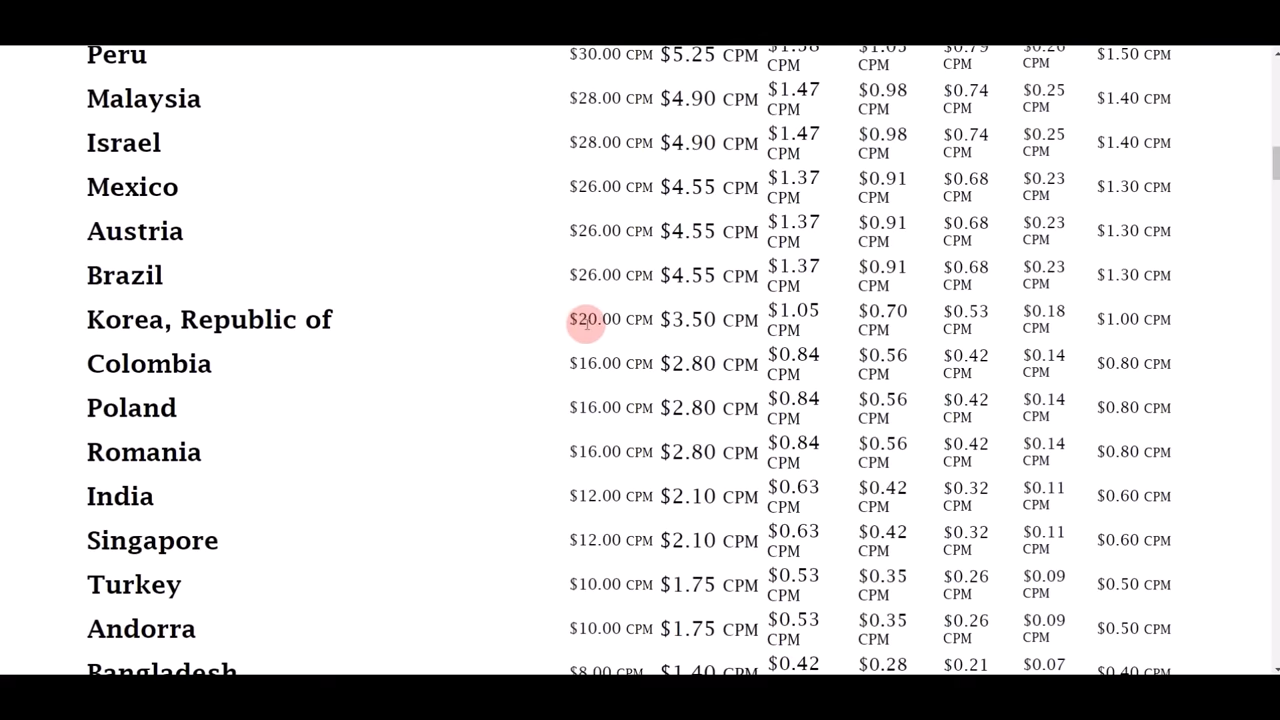 Peru $30.00 CPM $5.25 CPM $1.58 CPM $1.05 CPM $0.79 CPM $0.26 CPM $1.50 CPM
Malaysia $28.00 CPM $4.90 CPM $1.47 CPM $0.98 CPM $0.74 CPM $0.25 CPM $1.40 CPM
Israel $28.00 CPM $4.90 CPM $1.47 CPM $0.98 CPM $0.74 CPM $0.25 CPM $1.40 CPM
Mexico $26.00 CPM $4.55 CPM $1.37 CPM $0.91 CPM $0.68 CPM $0.23 CPM $1.30 CPM
Austria $26.00 CPM $4.55 CPM $1.37 CPM $0.91 CPM $0.68 CPM $0.23 CPM $1.30 CPM
Brazil $26.00 CPM $4.55 CPM $1.37 CPM $0.91 CPM $0.68 CPM $0.23 CPM $1.30 CPM
Korea, Republic of $20.00 CPM $3.50 CPM $1.05 CPM $0.70 CPM $0.53 CPM $0.18 CPM $1.00 CPM
Colombia $16.00 CPM $2.80 CPM $0.84 CPM $0.56 CPM $0.42 CPM $0.14 CPM $0.80 CPM
Poland $16.00 CPM $2.80 CPM $0.84 CPM $0.56 CPM $0.42 CPM $0.14 CPM $0.80 CPM
Romania $16.00 CPM $2.80 CPM $0.84 CPM $0.56 CPM $0.42 CPM $0.14 CPM $0.80 CPM
India $12.00 CPM $2.10 CPM $0.63 CPM $0.42 CPM $0.32 CPM $0.11 CPM $0.60 CPM
Singapore $12.00 CPM $2.10 CPM $0.63 CPM $0.42 CPM $0.32 CPM $0.11 CPM $0.60 CPM
Turkey $10.00 CPM $1.75 CPM $0.53 CPM $0.35 CPM $0.26 CPM $0.09 CPM $0.50 CPM
Andorra $10.00 CPM $1.75 CPM $0.53 CPM $0.35 CPM $0.26 CPM $0.09 CPM $0.50 CPM
Bangladesh $8.00 CPM $1.40 CPM $0.42 $0.28 $0.21 $0.07 $0.40 CPM